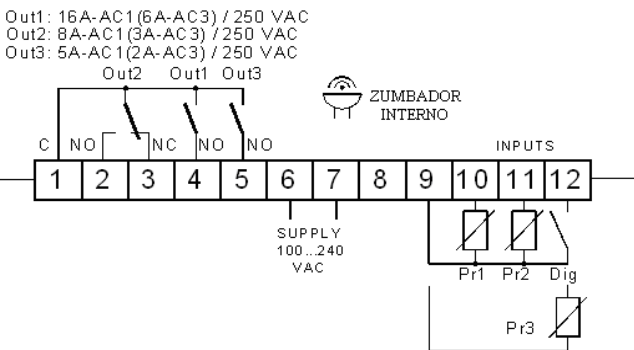 Out1: 16A-AC1(6A-AC3) / 250 VAC
Out2: 8A-AC1(3A-AC3) / 250 VAC
Out3: 5A-AC1(2A-AC3) / 250 VAC
Out2 Out1 Out3
ZUMBADOR
INTERNO
C NO NC NO NO INPUTS
1 2 3 4 5 6 7 8 9 10 11 12
SUPPLY
100...240
VAC
Pr1 Pr2 Dig
Pr3